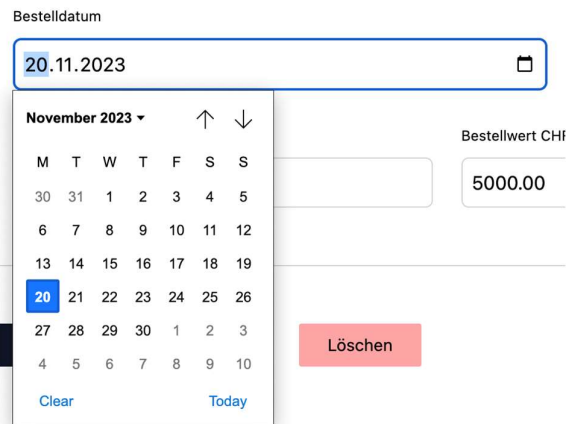 Bestelldatum
20.11.2023
November 2023
Bestellwert CHF
M T W T F S S
5000.00
30 31 1 2 3 4 5
6 7 8 9 10 11 12
13 14 15 16 17 18 19
20 21 22 23 24 25 26
27 28 29 30 1 2 3
Löschen
4 5 6 7 8 9 10
Clear Today